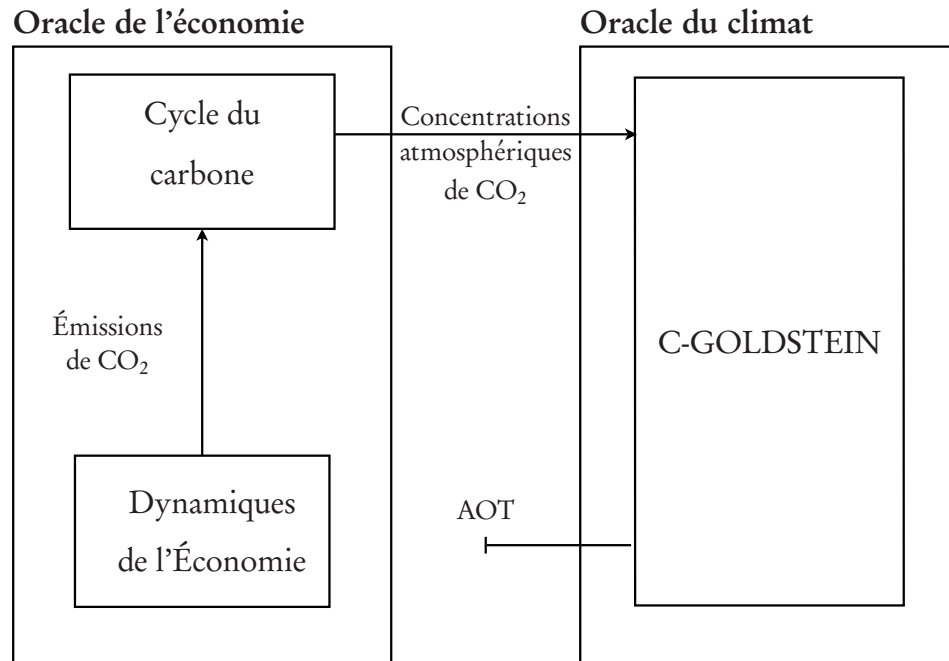 Oracle de l'économie
Oracle du climat
Cycle du
carbone
Concentrations
atmosphériques
de CO₂
Émissions
de CO₂
C-GOLDSTEIN
Dynamiques
de l'Économie
AOT